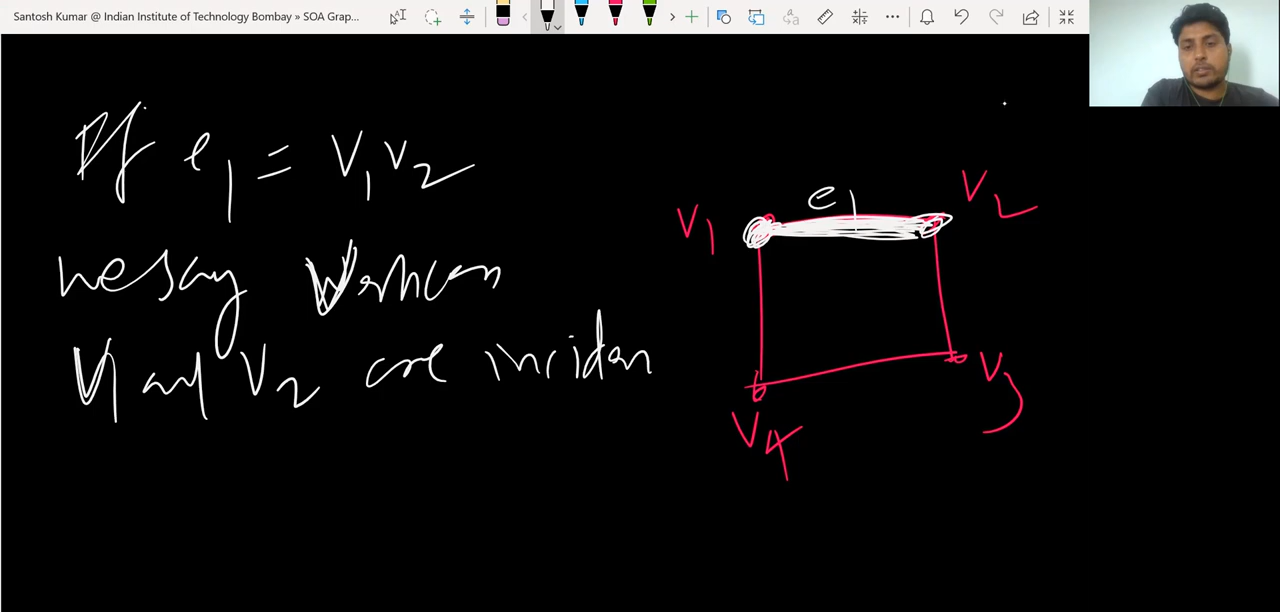 Santosh Kumar @ Indian Institute of Technology Bombay » SOA Grap...
If e1 = V1V2
we say
V1 and V2 are inciden
e1
V1
V2
V3
V4